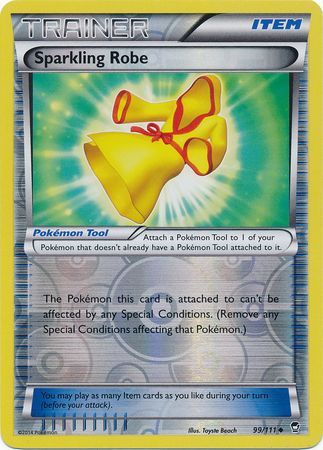 TRAINER
ITEM
Sparkling Robe
Pokémon Tool
Attach a Pokémon Tool to 1 of your
Pokémon that doesn't already have a Pokémon Tool attached to it.
The Pokémon this card is attached to can't be
affected by any Special Conditions. (Remove any
Special Conditions affecting that Pokémon.)
You may play as many Item cards as you like during your turn
(before your attack).
©2014 Pokémon
Illus. Toyste Beach
99/111